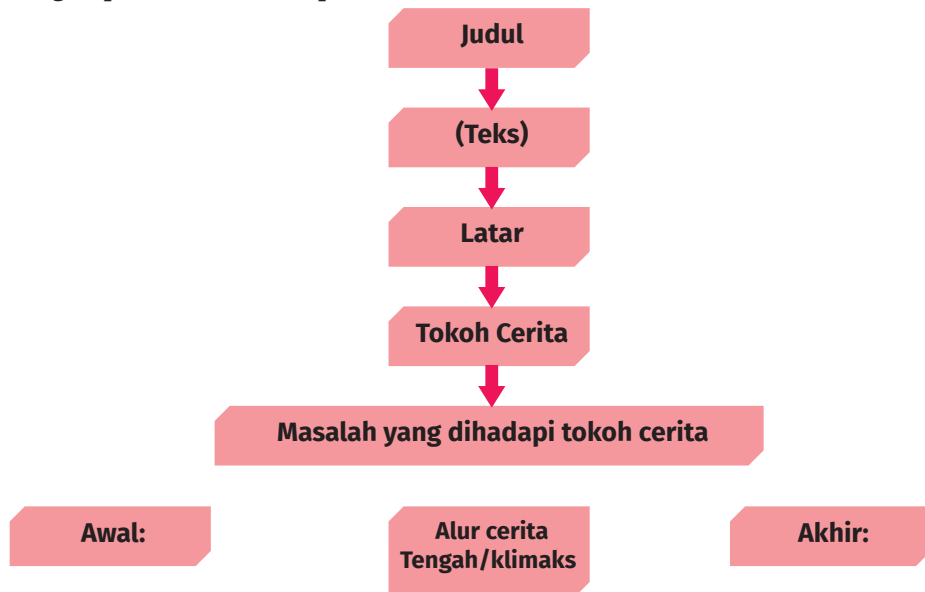 Judul
(Teks)
Latar
Tokoh Cerita
Masalah yang dihadapi tokoh cerita
Awal:
Alur cerita
Tengah/klimaks
Akhir: